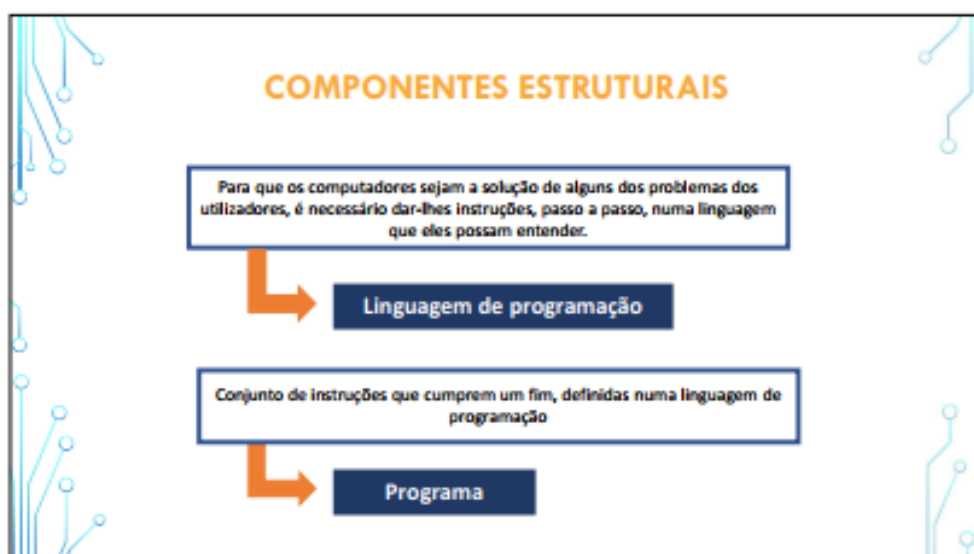 COMPONENTES ESTRUTURAIS
Para que os computadores sejam a solução de alguns dos problemas dos
utilizadores, é necessário dar-lhes instruções, passo a passo, numa linguagem
que eles possam entender.
Linguagem de programação
Conjunto de instruções que cumprem um fim, definidas numa linguagem de
programação
Programa